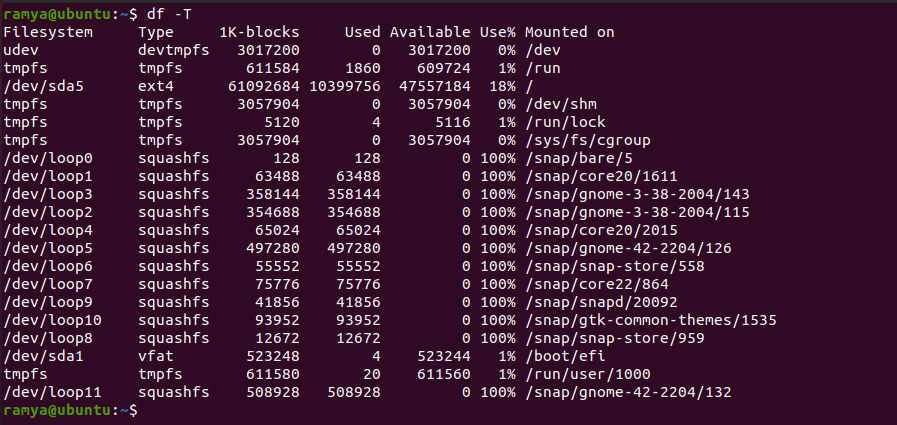 ramya@ubuntu:~$ df -T
Filesystem     Type     1K-blocks     Used Available Use% Mounted on
udev           devtmpfs   3017200        0   3017200   0% /dev
tmpfs          tmpfs       611584     1860    609724   1% /run
/dev/sda5      ext4      61092684 10399756  47557184  18% /
tmpfs          tmpfs      3057904        0   3057904   0% /dev/shm
tmpfs          tmpfs         5120        4      5116   1% /run/lock
tmpfs          tmpfs      3057904        0   3057904   0% /sys/fs/cgroup
/dev/loop0     squashfs       128      128         0 100% /snap/bare/5
/dev/loop1     squashfs     63488    63488         0 100% /snap/core20/1611
/dev/loop3     squashfs    358144   358144         0 100% /snap/gnome-3-38-2004/143
/dev/loop2     squashfs    354688   354688         0 100% /snap/gnome-3-38-2004/115
/dev/loop4     squashfs     65024    65024         0 100% /snap/core20/2015
/dev/loop5     squashfs    497280   497280         0 100% /snap/gnome-42-2204/126
/dev/loop6     squashfs     55552    55552         0 100% /snap/snap-store/558
/dev/loop7     squashfs     75776    75776         0 100% /snap/core22/864
/dev/loop9     squashfs     41856    41856         0 100% /snap/snapd/20092
/dev/loop10    squashfs     93952    93952         0 100% /snap/gtk-common-themes/1535
/dev/loop8     squashfs     12672    12672         0 100% /snap/snap-store/959
/dev/sda1      vfat        523248        4    523244   1% /boot/efi
tmpfs          tmpfs       611580       20    611560   1% /run/user/1000
/dev/loop11    squashfs    508928   508928         0 100% /snap/gnome-42-2204/132
ramya@ubuntu:~$